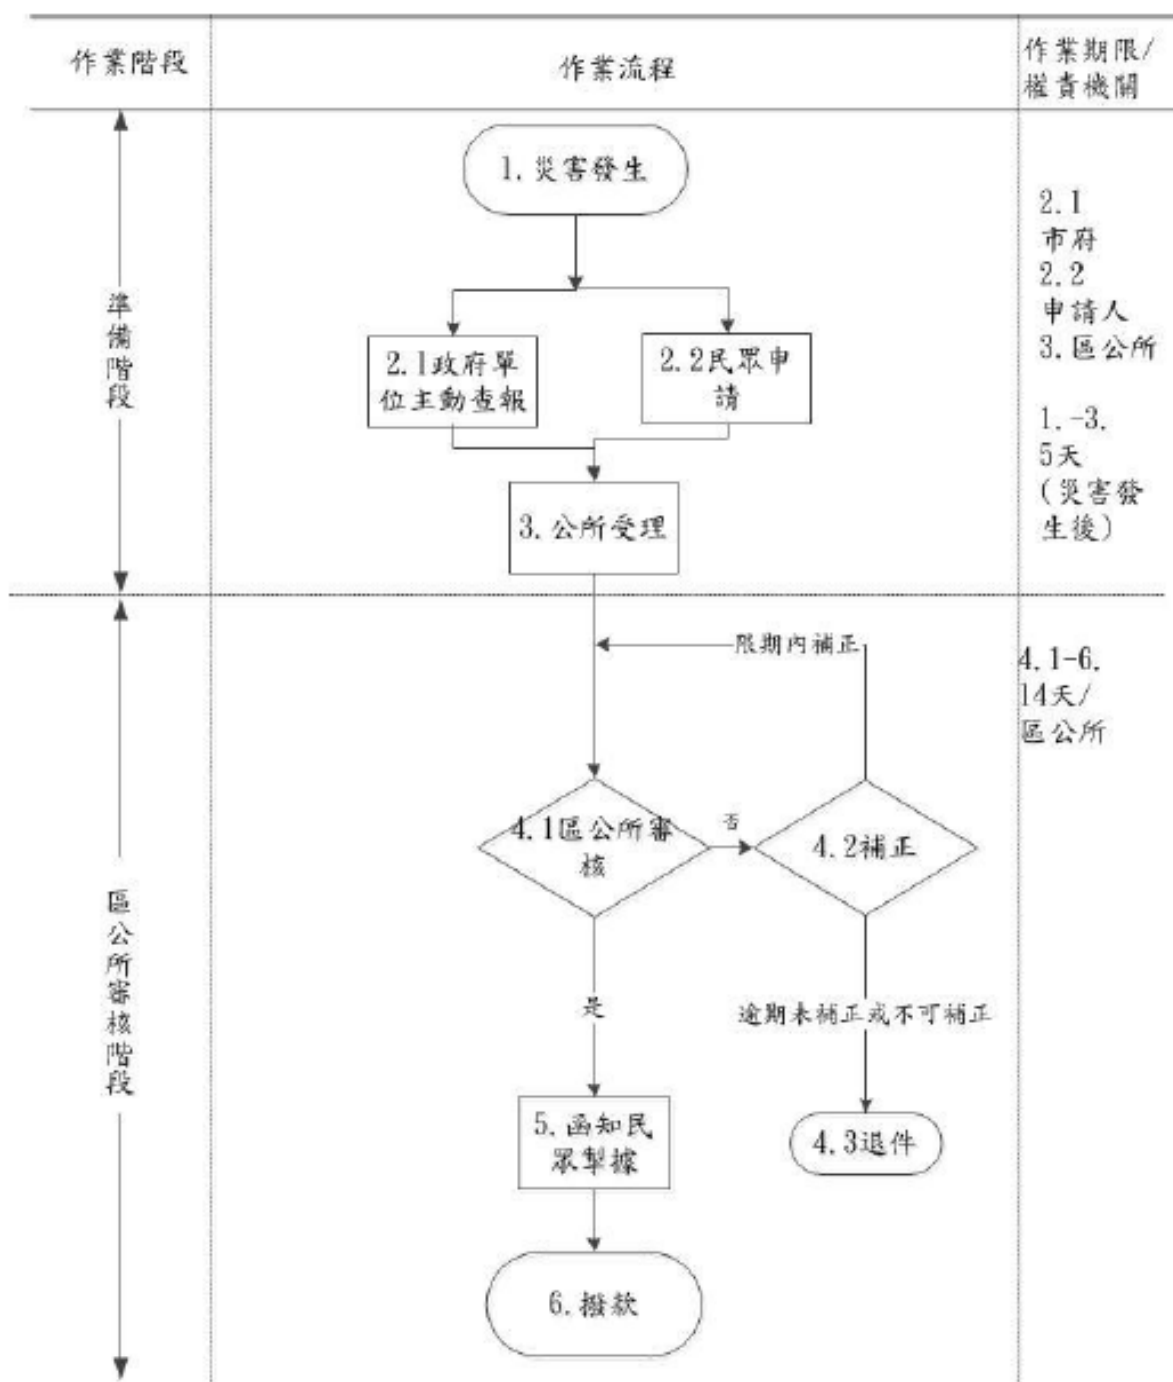 作業階段
作業流程
作業期限/
權責機關
準備階段
1.災害發生
2.1政府單
位主動查報
2.2民眾申
請
3.公所受理
2.1
市府
2.2
申請人
3.區公所
1.-3.
5天
(災害發
生後)
區公所審核階段
限期內補正
4.1區公所審
核
否
4.2補正
是
逾期未補正或不可補正
5.函知民
眾掣據
4.3退件
6.撥款
4.1-6.
14天/
區公所